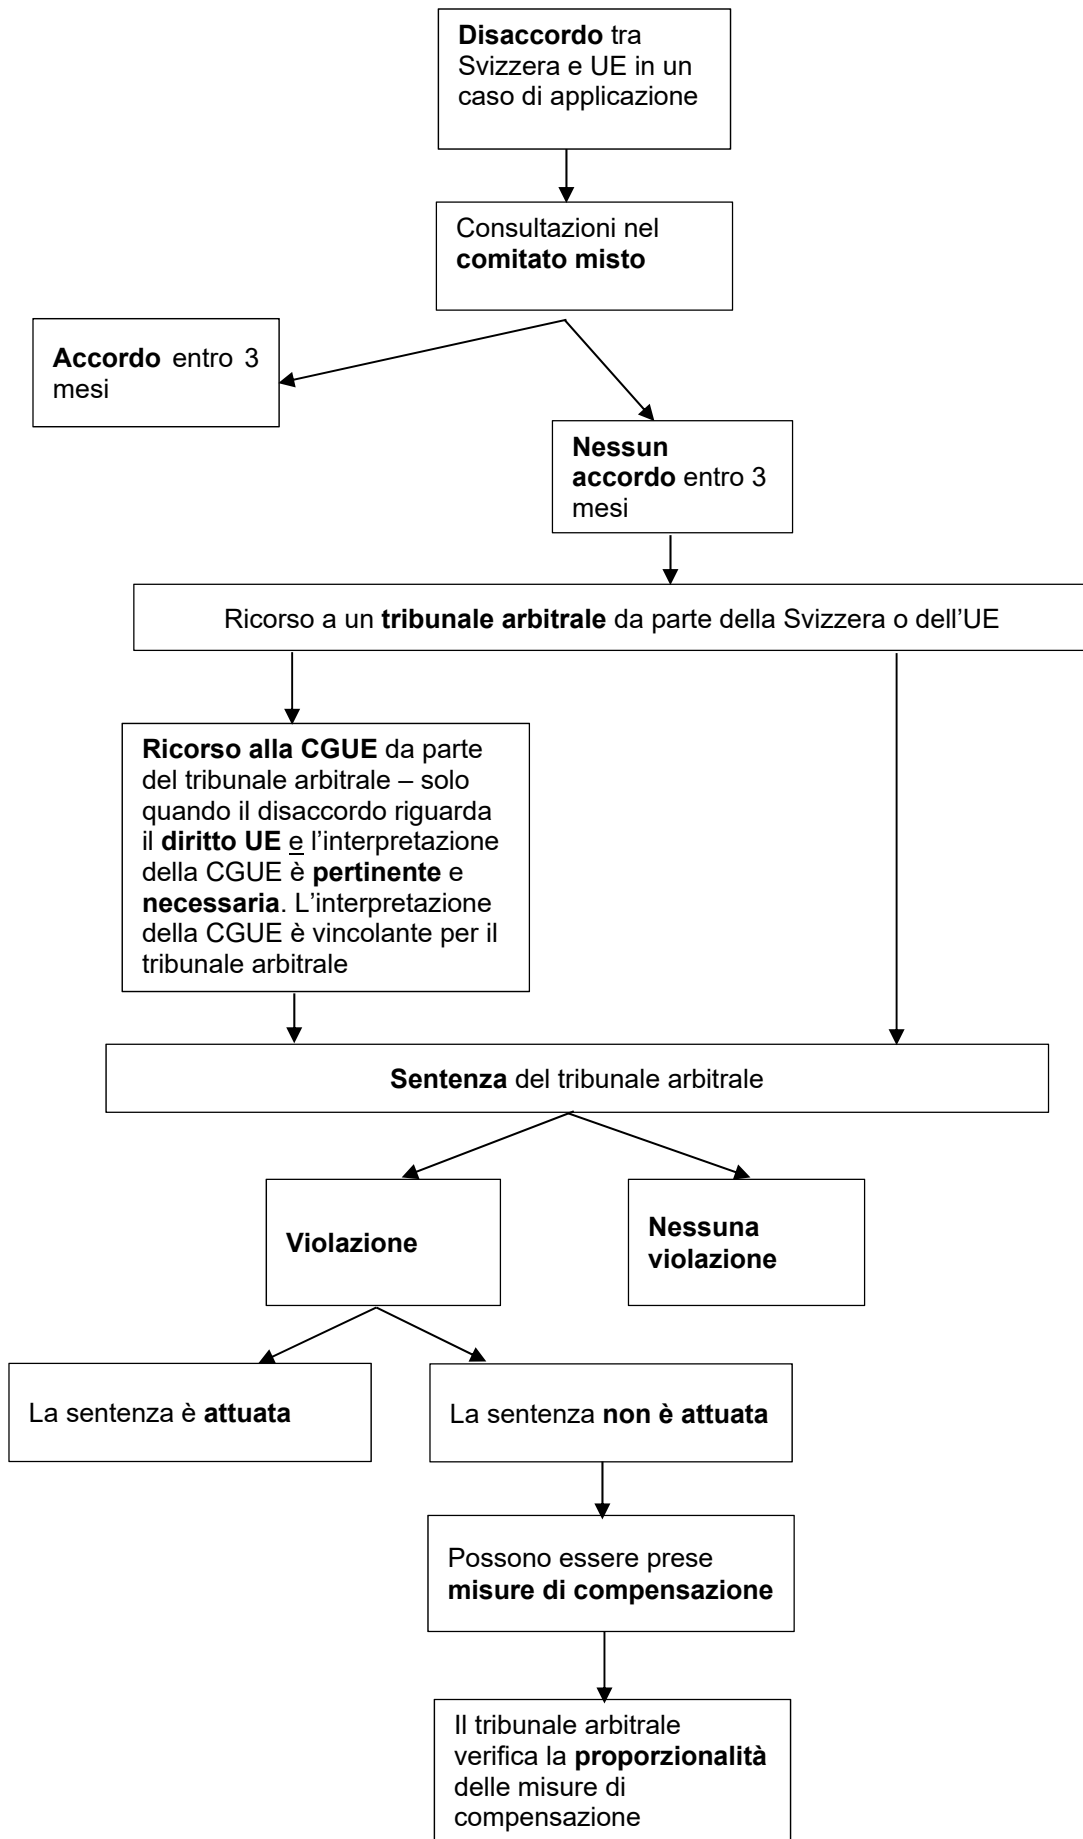 Disaccordo tra
Svizzera e UE in un
caso di applicazione
Consultazioni nel
comitato misto
Accordo entro 3
mesi
Nessun
accordo entro 3
mesi
Ricorso a un tribunale arbitrale da parte della Svizzera o dell’UE
Ricorso alla CGUE da parte
del tribunale arbitrale – solo
quando il disaccordo riguarda
il diritto UE e l’interpretazione
della CGUE è pertinente e
necessaria. L’interpretazione
della CGUE è vincolante per il
tribunale arbitrale
Sentenza del tribunale arbitrale
Violazione
Nessuna
violazione
La sentenza è attuata
La sentenza non è attuata
Possono essere prese
misure di compensazione
Il tribunale arbitrale
verifica la proporzionalità
delle misure di
compensazione